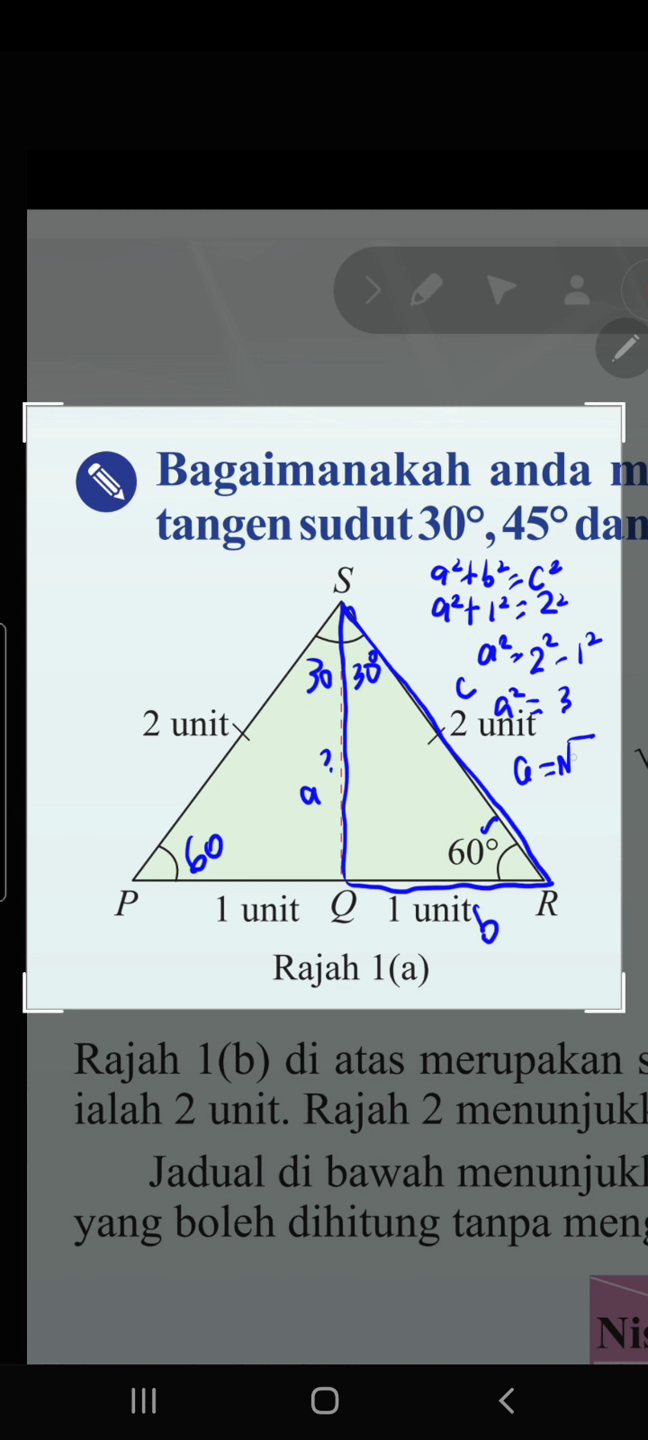 Bagaimanakah anda
tangen sudut 30°, 45° dan
S
a²+b²=c²
a²+1²=2²
a²=2²-1²
30 30°
c
a²= 3
2 unit
2 unit
a=√
?
a
60
60°
P 1 unit Q 1 unit b R
Rajah 1(a)
Rajah 1(b) di atas merupakan
ialah 2 unit. Rajah 2 menunjuk
Jadual di bawah menunjuk
yang boleh dihitung tanpa meng
Nis